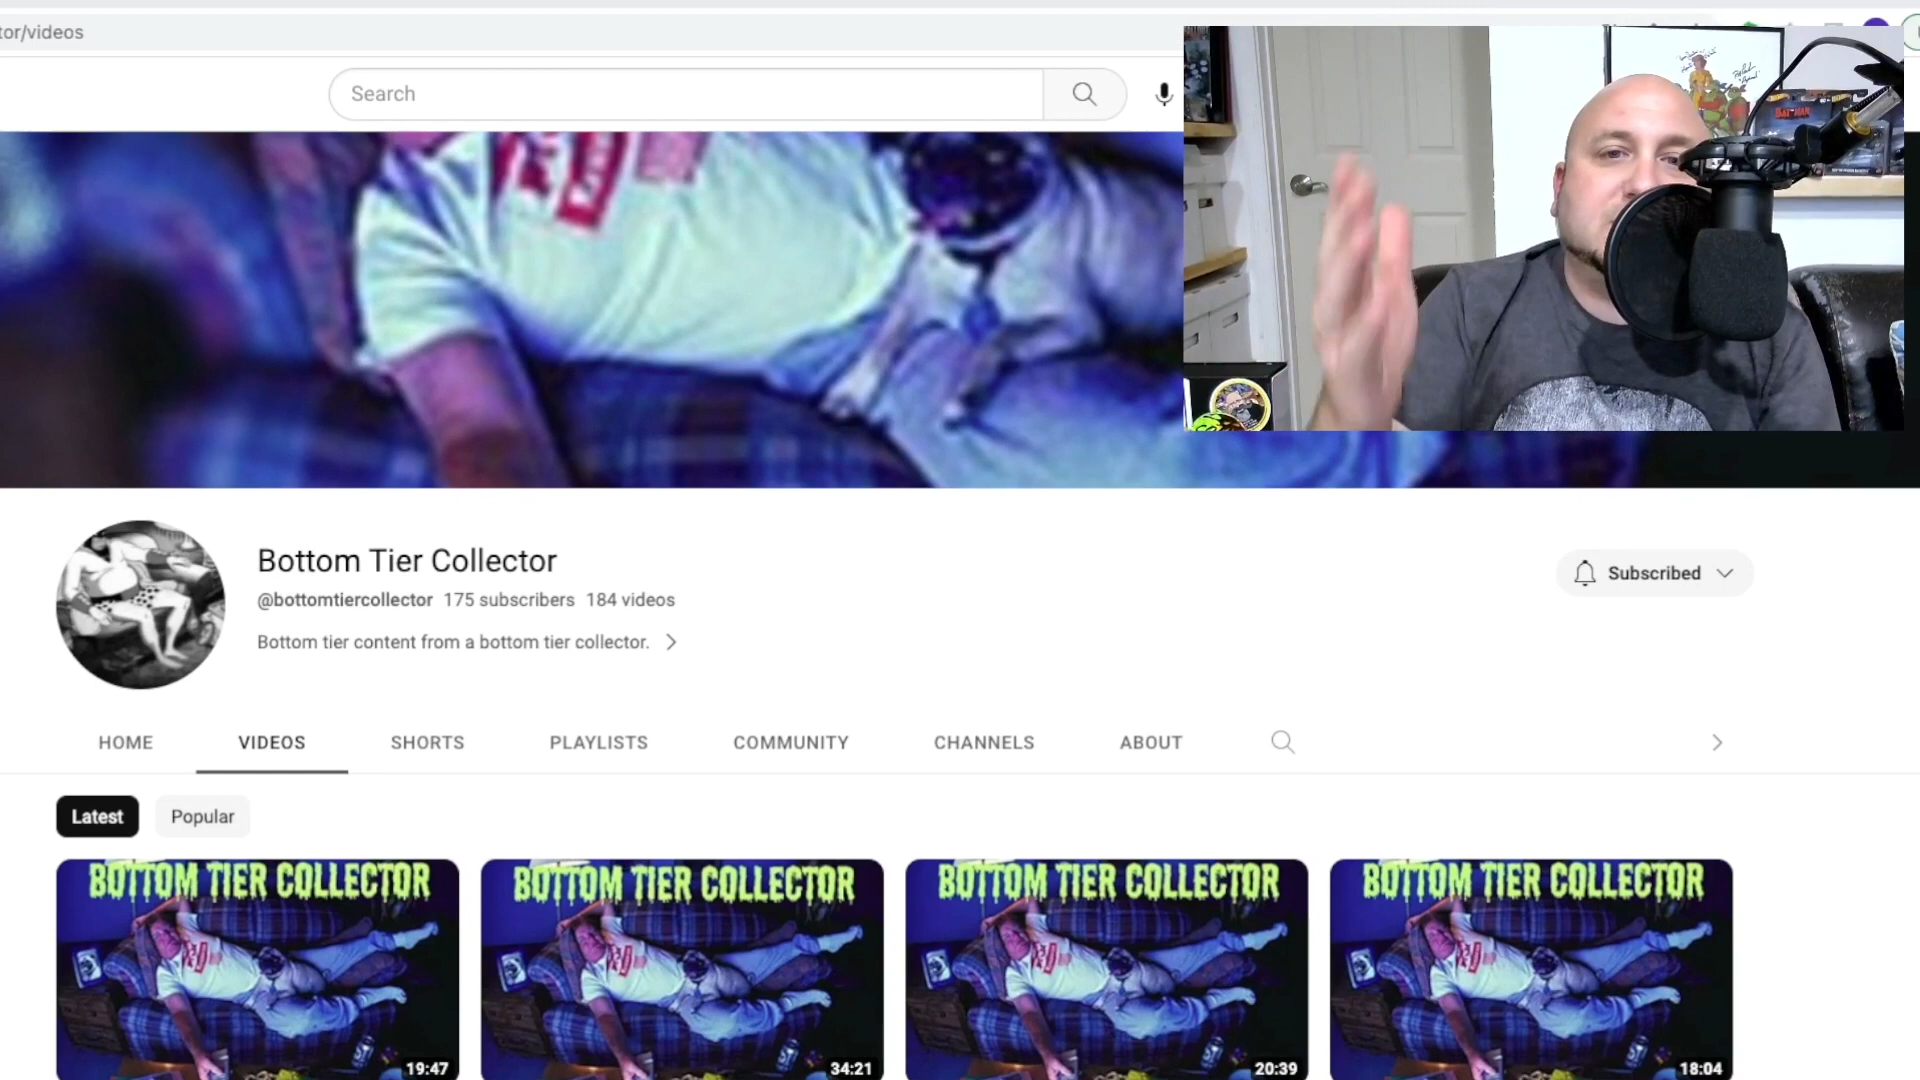 tor/videos
Search
BATMAN
Bottom Tier Collector
@bottomtiercollector 175 subscribers 184 videos
Bottom tier content from a bottom tier collector.
Subscribed
HOME VIDEOS SHORTS PLAYLISTS COMMUNITY CHANNELS ABOUT
Latest Popular
BOTTOM TIER COLLECTOR BOTTOM TIER COLLECTOR BOTTOM TIER COLLECTOR BOTTOM TIER COLLECTOR
19:47 34:21 20:39 18:04